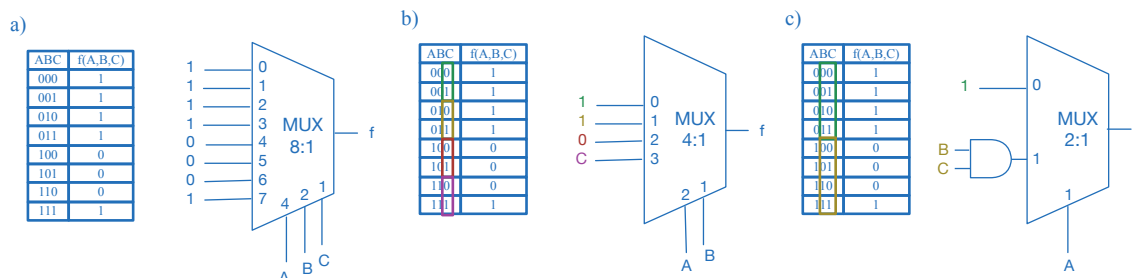 a)
ABC f(A,B,C)
000 1
001 1
010 1
011 1
100 0
101 0
110 0
111 1
1 0
1 1
1 2
1 3
0 4
0 5
0 6
1 7
MUX
8:1
4 2 1
A B C
f
b)
ABC f(A,B,C)
000 1
001 1
010 1
011 1
100 0
101 0
110 0
111 1
1 0
1 1
0 2
C 3
MUX
4:1
2 1
A B
f
c)
ABC f(A,B,C)
000 1
001 1
010 1
011 1
100 0
101 0
110 0
111 1
1 0
B
C
1
MUX
2:1
1
A